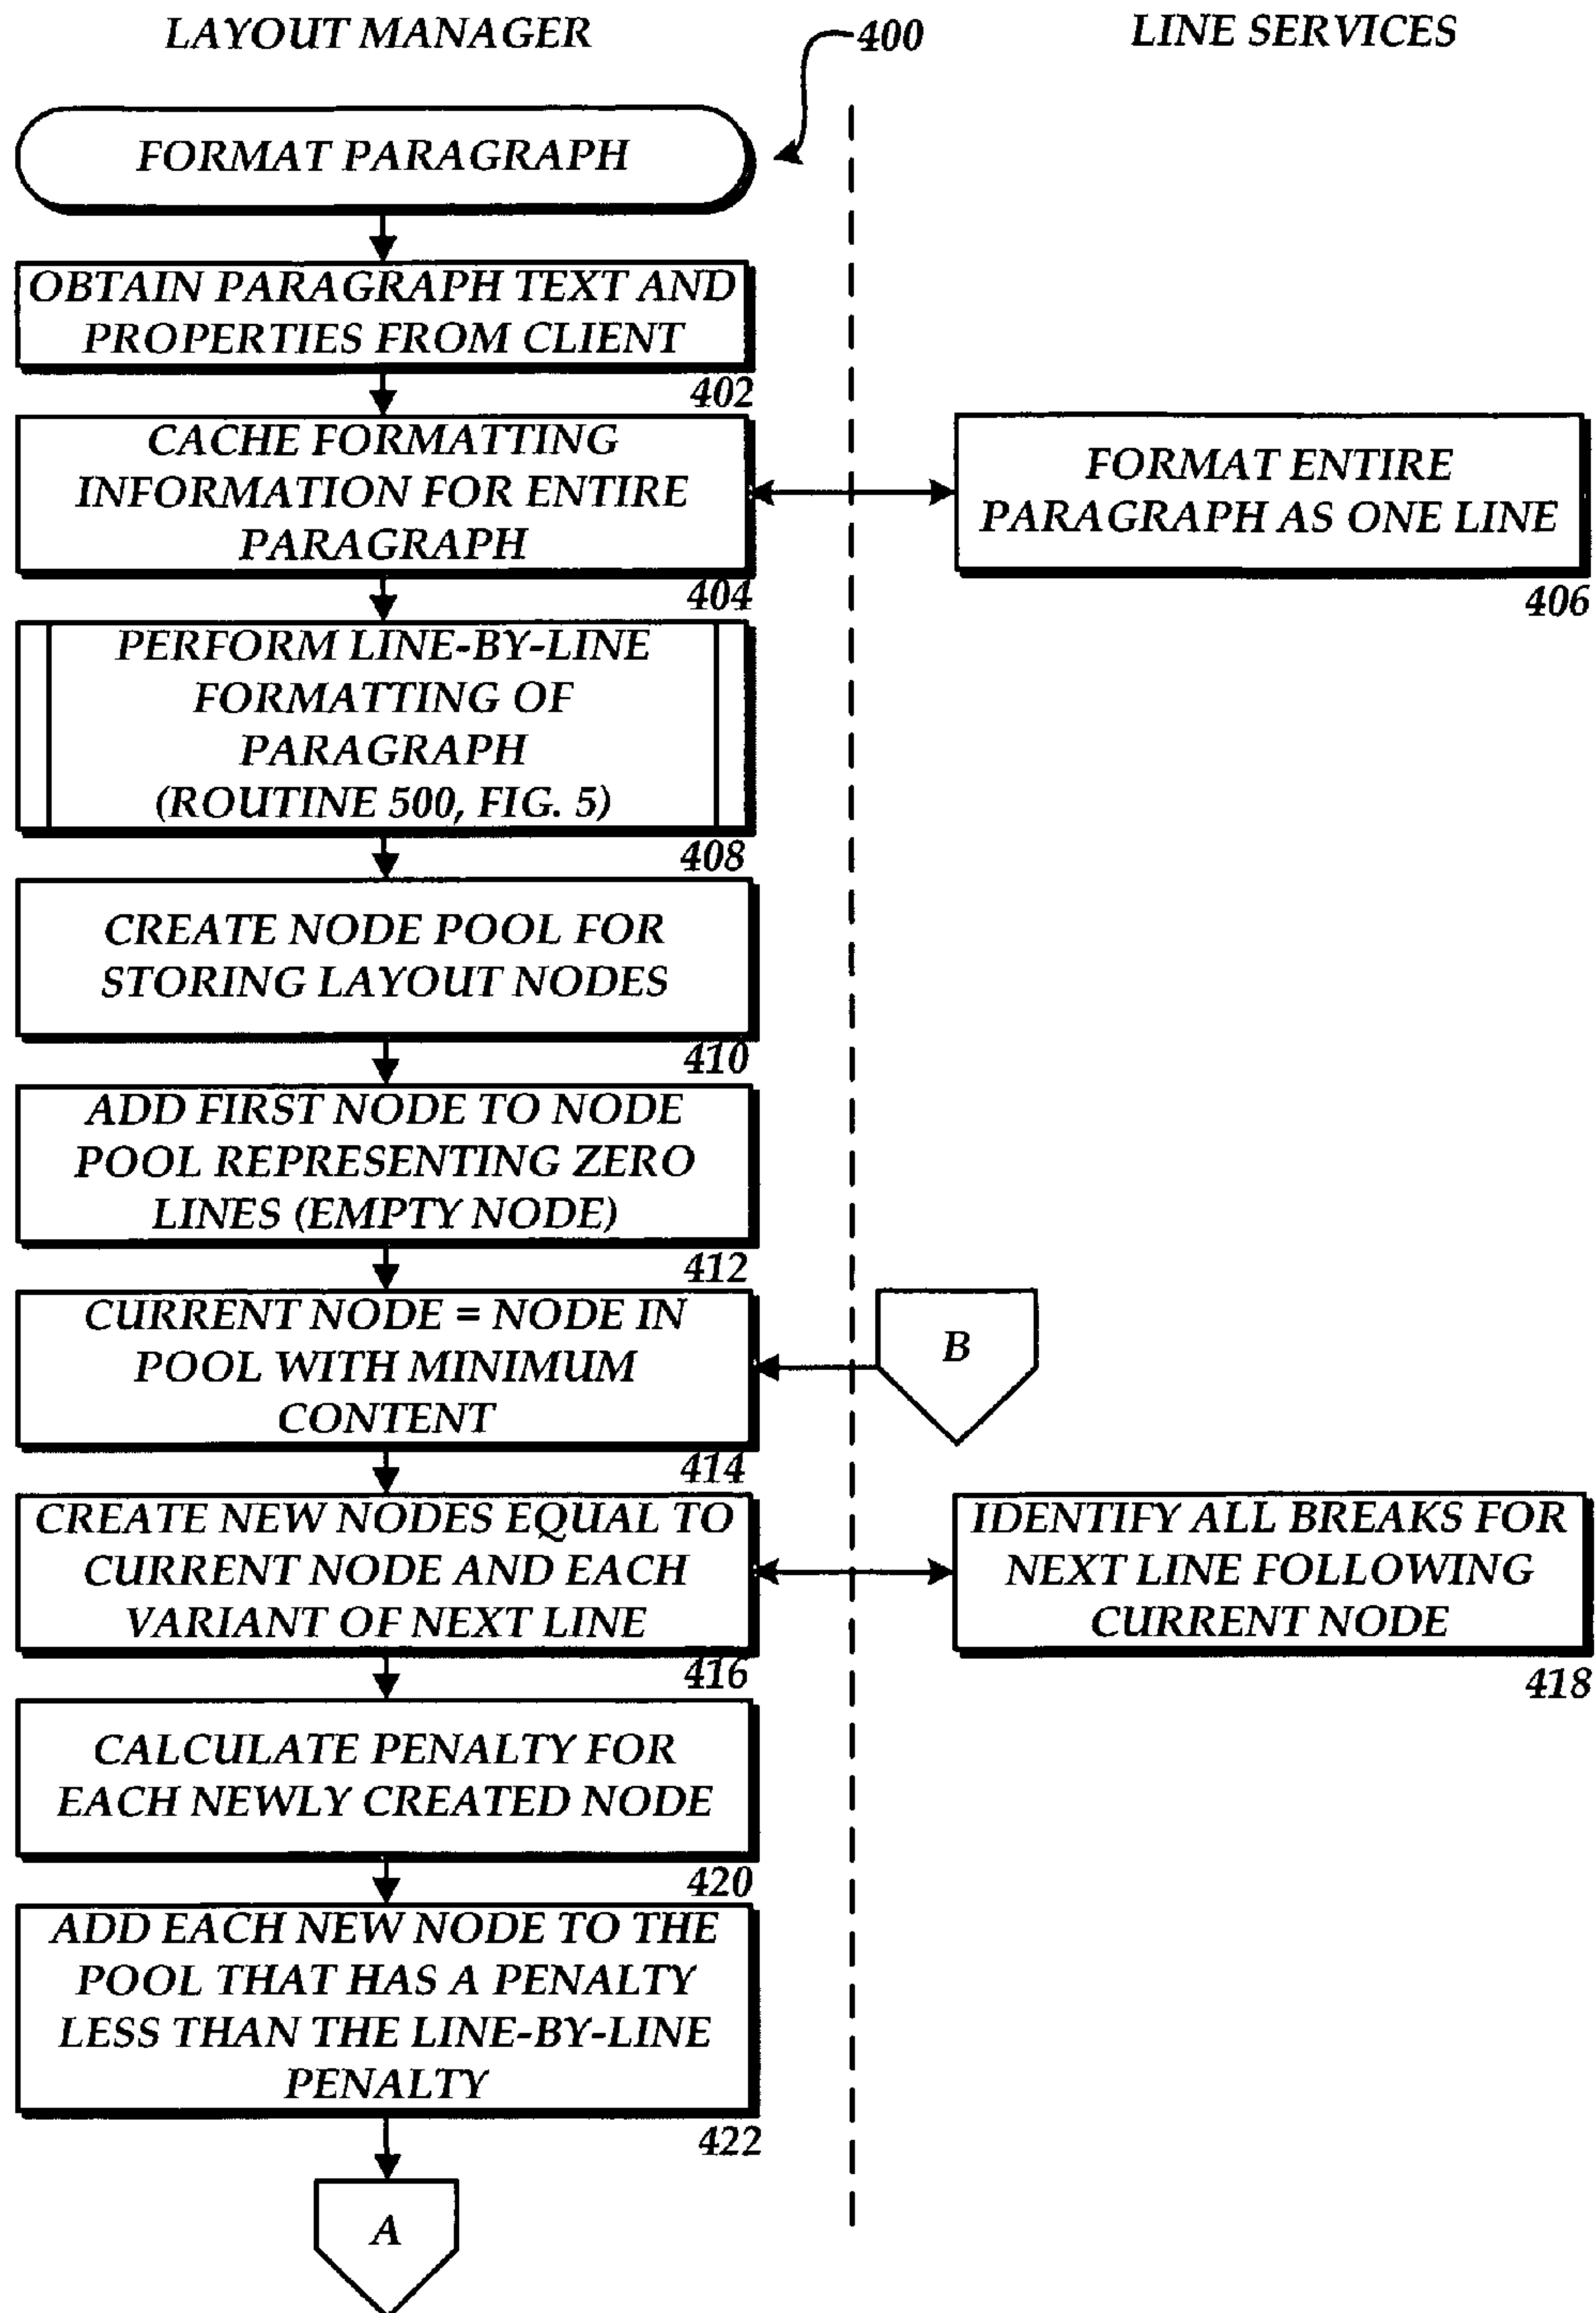 LAYOUT MANAGER
400
LINE SERVICES
FORMAT PARAGRAPH
OBTAIN PARAGRAPH TEXT AND
PROPERTIES FROM CLIENT
402
CACHE FORMATTING
INFORMATION FOR ENTIRE
PARAGRAPH
404
FORMAT ENTIRE
PARAGRAPH AS ONE LINE
406
PERFORM LINE-BY-LINE
FORMATTING OF
PARAGRAPH
(ROUTINE 500, FIG. 5)
408
CREATE NODE POOL FOR
STORING LAYOUT NODES
410
ADD FIRST NODE TO NODE
POOL REPRESENTING ZERO
LINES (EMPTY NODE)
412
CURRENT NODE = NODE IN
POOL WITH MINIMUM
CONTENT
414
B
CREATE NEW NODES EQUAL TO
CURRENT NODE AND EACH
VARIANT OF NEXT LINE
416
IDENTIFY ALL BREAKS FOR
NEXT LINE FOLLOWING
CURRENT NODE
418
CALCULATE PENALTY FOR
EACH NEWLY CREATED NODE
420
ADD EACH NEW NODE TO THE
POOL THAT HAS A PENALTY
LESS THAN THE LINE-BY-LINE
PENALTY
422
A